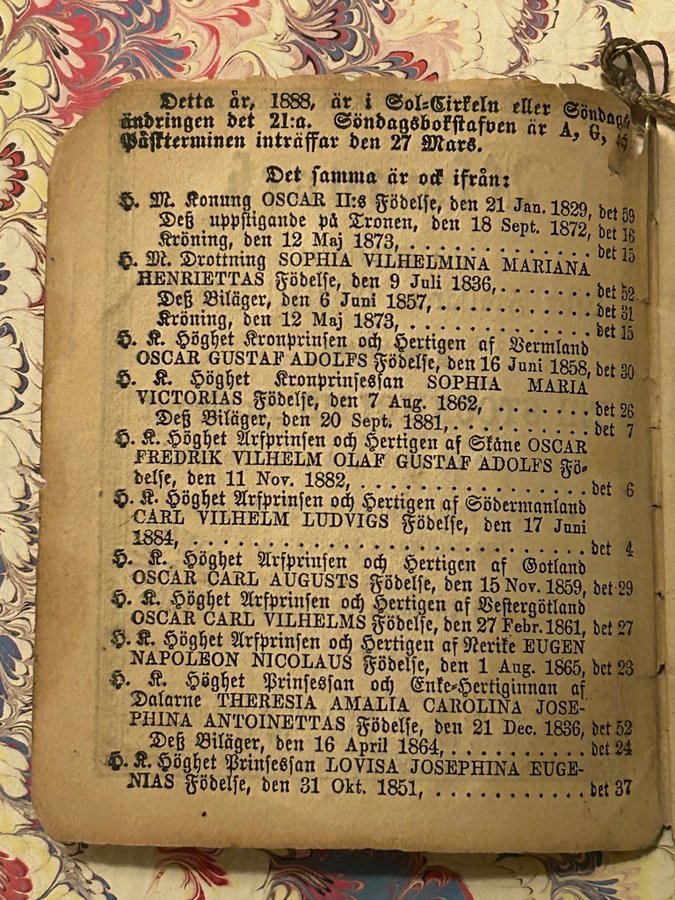 Detta år, 1888, är i Sol-Cirkeln eller Söndags-
ändringen det 21:a. Söndagsbokstafven är A, G,
Påskterminen inträffar den 27 Mars.
Det samma är ock ifrån:
H. M. Konung OSCAR II:s Födelse, den 21 Jan. 1829, det 59
Deß uppstigande på Tronen, den 18 Sept. 1872, det 16
Kröning, den 12 Maj 1873, . . . . . . . . . . . . det 15
H. M. Drottning SOPHIA VILHELMINA MARIANA
HENRIETTAS Födelse, den 9 Juli 1836, . . . . . . . det 52
Deß Biläger, den 6 Juni 1857, . . . . . . . . . . det 31
Kröning, den 12 Maj 1873, . . . . . . . . . . . . det 15
H. K. Höghet Kronprinsen och Hertigen af Vermland
OSCAR GUSTAF ADOLFS Födelse, den 16 Juni 1858, det 30
H. K. Höghet Kronprinsessan SOPHIA MARIA
VICTORIAS Födelse, den 7 Aug. 1862, . . . . . . . det 26
Deß Biläger, den 20 Sept. 1881, . . . . . . . . . det 7
H. K. Höghet Arfprinsen och Hertigen af Skåne OSCAR
FREDRIK VILHELM OLAF GUSTAF ADOLFS Fö-
delse, den 11 Nov. 1882, . . . . . . . . . . . . . . . . det 6
H. K. Höghet Arfprinsen och Hertigen af Södermanland
CARL VILHELM LUDVIGS Födelse, den 17 Juni
1884, . . . . . . . . . . . . . . . . . . . . . . . . . . . . det 4
H. K. Höghet Arfprinsen och Hertigen af Gotland
OSCAR CARL AUGUSTS Födelse, den 15 Nov. 1859, det 29
H. K. Höghet Arfprinsen och Hertigen af Vestergötland
OSCAR CARL VILHELMS Födelse, den 27 Febr. 1861, det 27
H. K. Höghet Arfprinsen och Hertigen af Nerike EUGEN
NAPOLEON NICOLAUS Födelse, den 1 Aug. 1865, det 23
H. K. Höghet Prinsessan och Enke-Hertiginnan af
Dalarne THERESIA AMALIA CAROLINA JOSE-
PHINA ANTOINETTAS Födelse, den 21 Dec. 1836, det 52
Deß Biläger, den 16 April 1864, . . . . . . . . . . det 24
H. K. Höghet Prinsessan LOVISA JOSEPHINA EUGE-
NIAS Födelse, den 31 Okt. 1851, . . . . . . . . . . . det 37